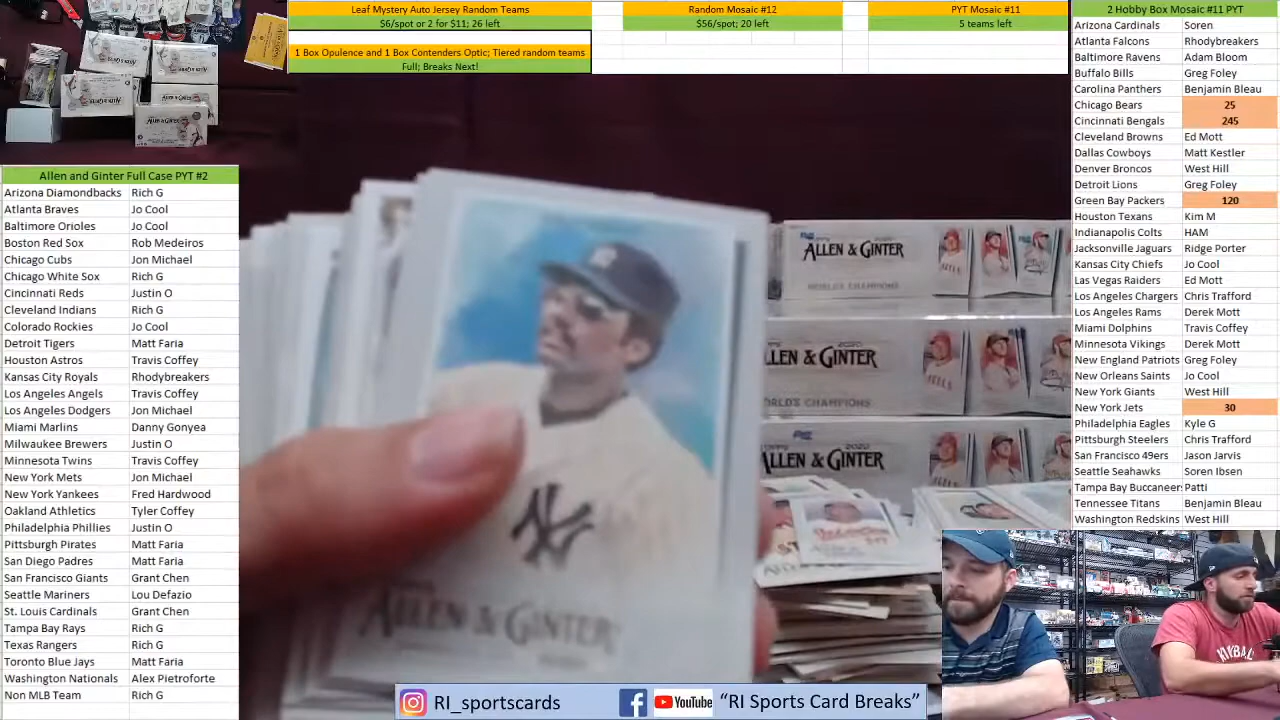 Leaf Mystery Auto Jersey Random Teams
$6/spot or 2 for $11; 26 left
1 Box Opulence and 1 Box Contenders Optic; Tiered random teams
Full; Breaks Next!
Random Mosaic #12
$56/spot; 20 left
PYT Mosaic #11
5 teams left
2 Hobby Box Mosaic #11 PYT
Arizona Cardinals Soren
Atlanta Falcons Rhodybreakers
Baltimore Ravens Adam Bloom
Buffalo Bills Greg Foley
Carolina Panthers Benjamin Bleau
Chicago Bears 25
Cincinnati Bengals 245
Cleveland Browns Ed Mott
Dallas Cowboys Matt Kestler
Denver Broncos West Hill
Detroit Lions Greg Foley
Green Bay Packers 120
Houston Texans Kim M
Indianapolis Colts HAM
Jacksonville Jaguars Ridge Porter
Kansas City Chiefs Jo Cool
Las Vegas Raiders Ed Mott
Los Angeles Chargers Chris Trafford
Los Angeles Rams Derek Mott
Miami Dolphins Travis Coffey
Minnesota Vikings Derek Mott
New England Patriots Greg Foley
New Orleans Saints Jo Cool
New York Giants West Hill
New York Jets 30
Philadelphia Eagles Kyle G
Pittsburgh Steelers Chris Trafford
San Francisco 49ers Jason Jarvis
Seattle Seahawks Soren Ibsen
Tampa Bay Buccaneer Patti
Tennessee Titans Benjamin Bleau
Washington Redskins West Hill
Allen and Ginter Full Case PYT #2
Arizona Diamondbacks Rich G
Atlanta Braves Jo Cool
Baltimore Orioles Jo Cool
Boston Red Sox Rob Medeiros
Chicago Cubs Jon Michael
Chicago White Sox Rich G
Cincinnati Reds Justin O
Cleveland Indians Rich G
Colorado Rockies Jo Cool
Detroit Tigers Matt Faria
Houston Astros Travis Coffey
Kansas City Royals Rhodybreakers
Los Angeles Angels Travis Coffey
Los Angeles Dodgers Jon Michael
Miami Marlins Danny Gonyea
Milwaukee Brewers Justin O
Minnesota Twins Travis Coffey
New York Mets Jon Michael
New York Yankees Fred Hardwood
Oakland Athletics Tyler Coffey
Philadelphia Phillies Justin O
Pittsburgh Pirates Matt Faria
San Diego Padres Matt Faria
San Francisco Giants Grant Chen
Seattle Mariners Lou Defazio
St. Louis Cardinals Grant Chen
Tampa Bay Rays Rich G
Texas Rangers Rich G
Toronto Blue Jays Matt Faria
Washington Nationals Alex Pietroforte
Non MLB Team Rich G
ALLEN & GINTER
WORLD'S CHAMPIONS
ALLEN & GINTER
WORLD'S CHAMPIONS
2020
ALLEN & GINTER
NY
ALLEN & GINTER
RI_sportscards
YouTube
"RI Sports Card Breaks"